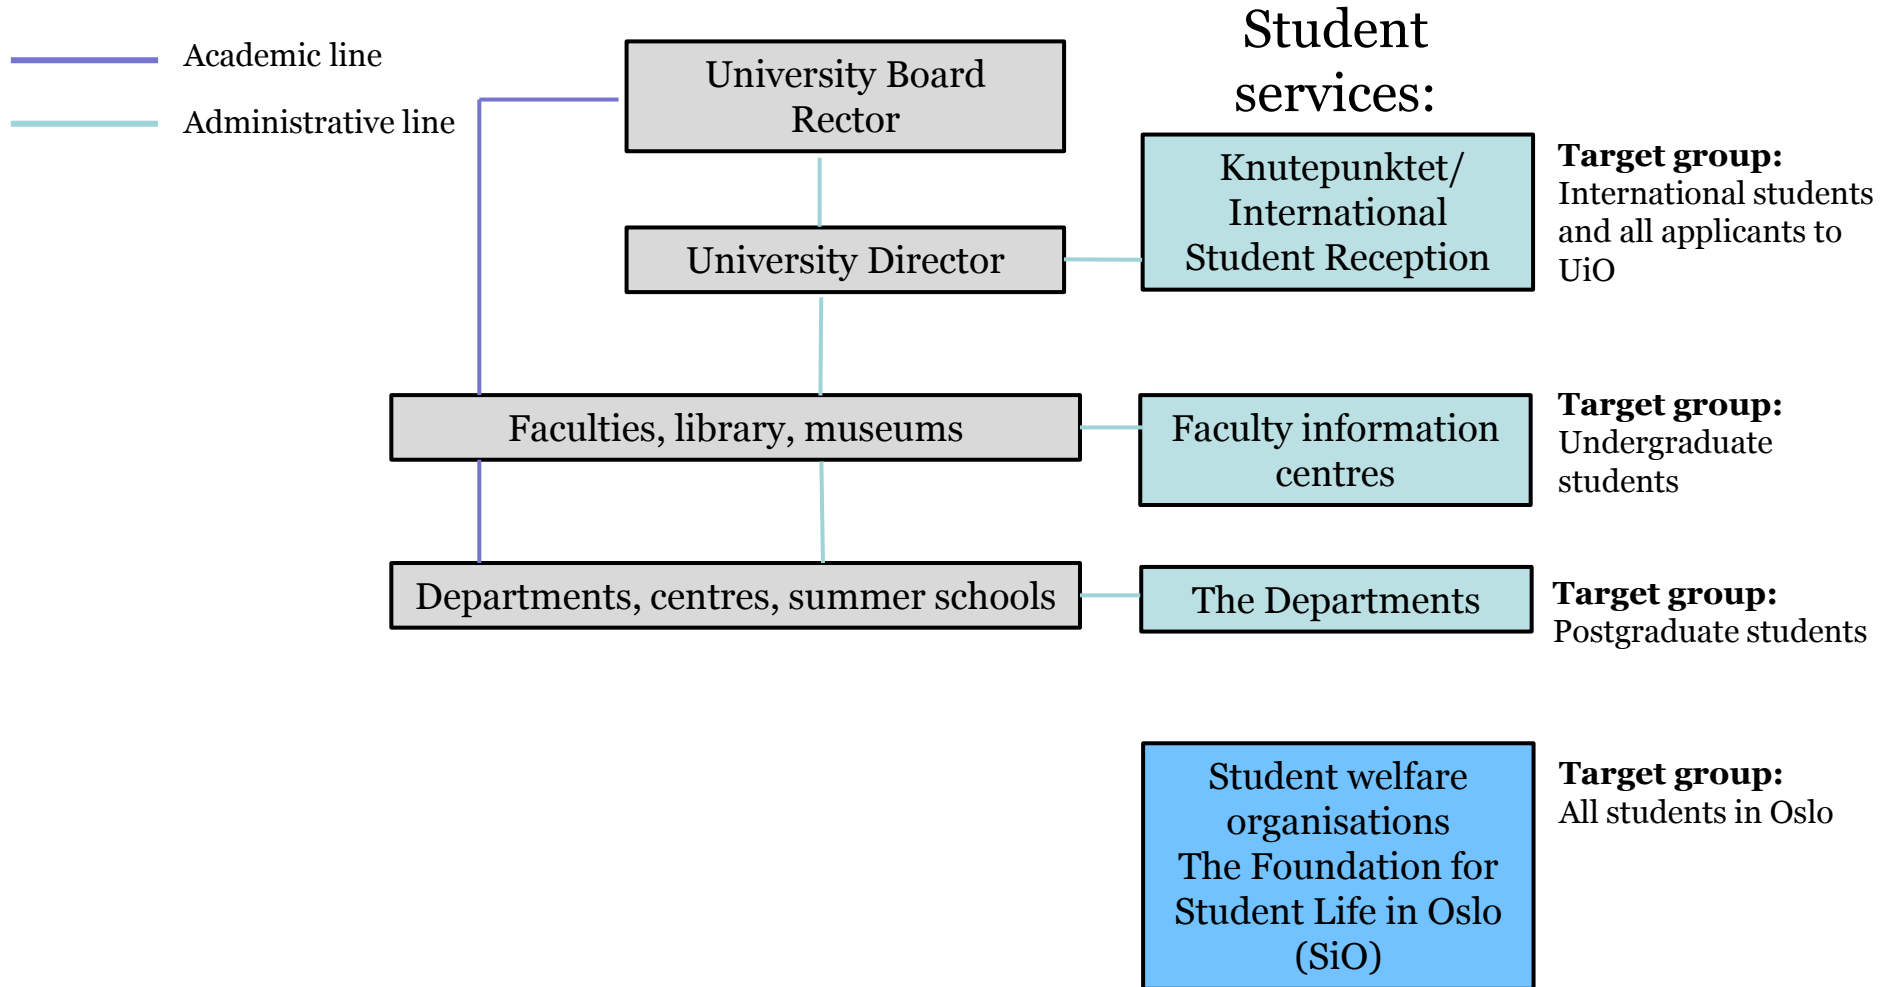 Academic line
Administrative line
University Board
Rector
University Director
Faculties, library, museums
Departments, centres, summer schools
Student
services:
Knutepunktet/
International
Student Reception
Target group:
International students
and all applicants to
UiO
Faculty information
centres
Target group:
Undergraduate
students
The Departments
Target group:
Postgraduate students
Student welfare
organisations
The Foundation for
Student Life in Oslo
(SiO)
Target group:
All students in Oslo